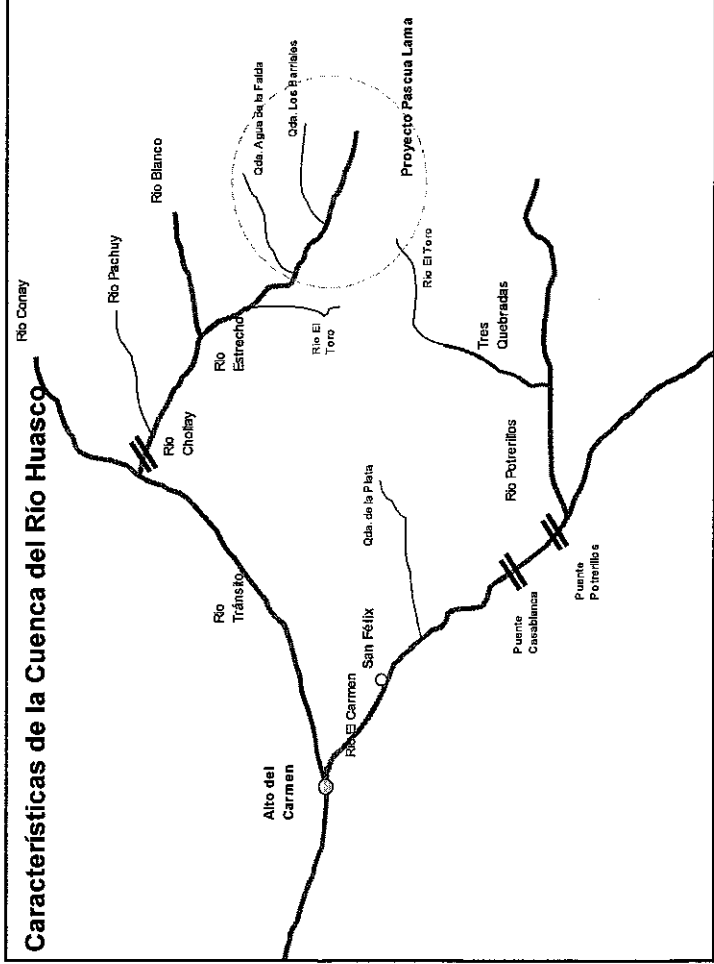 Características de la Cuenca del Río Huasco
Río Conay
Río Pachuy
Río Blanco
Qda. Agua de la Falda
Qda. Los Barriales
Río
Chollay
Río
Estrecho
Río El
Toro
Proyecto Pascua Lama
Río
Tránsito
Río El Toro
Tres
Quebradas
Qda. de la Plata
Río Potrerillos
Alto del
Carmen
Río El Carmen
San Félix
Puente
Casablanca
Puente
Potrerillos